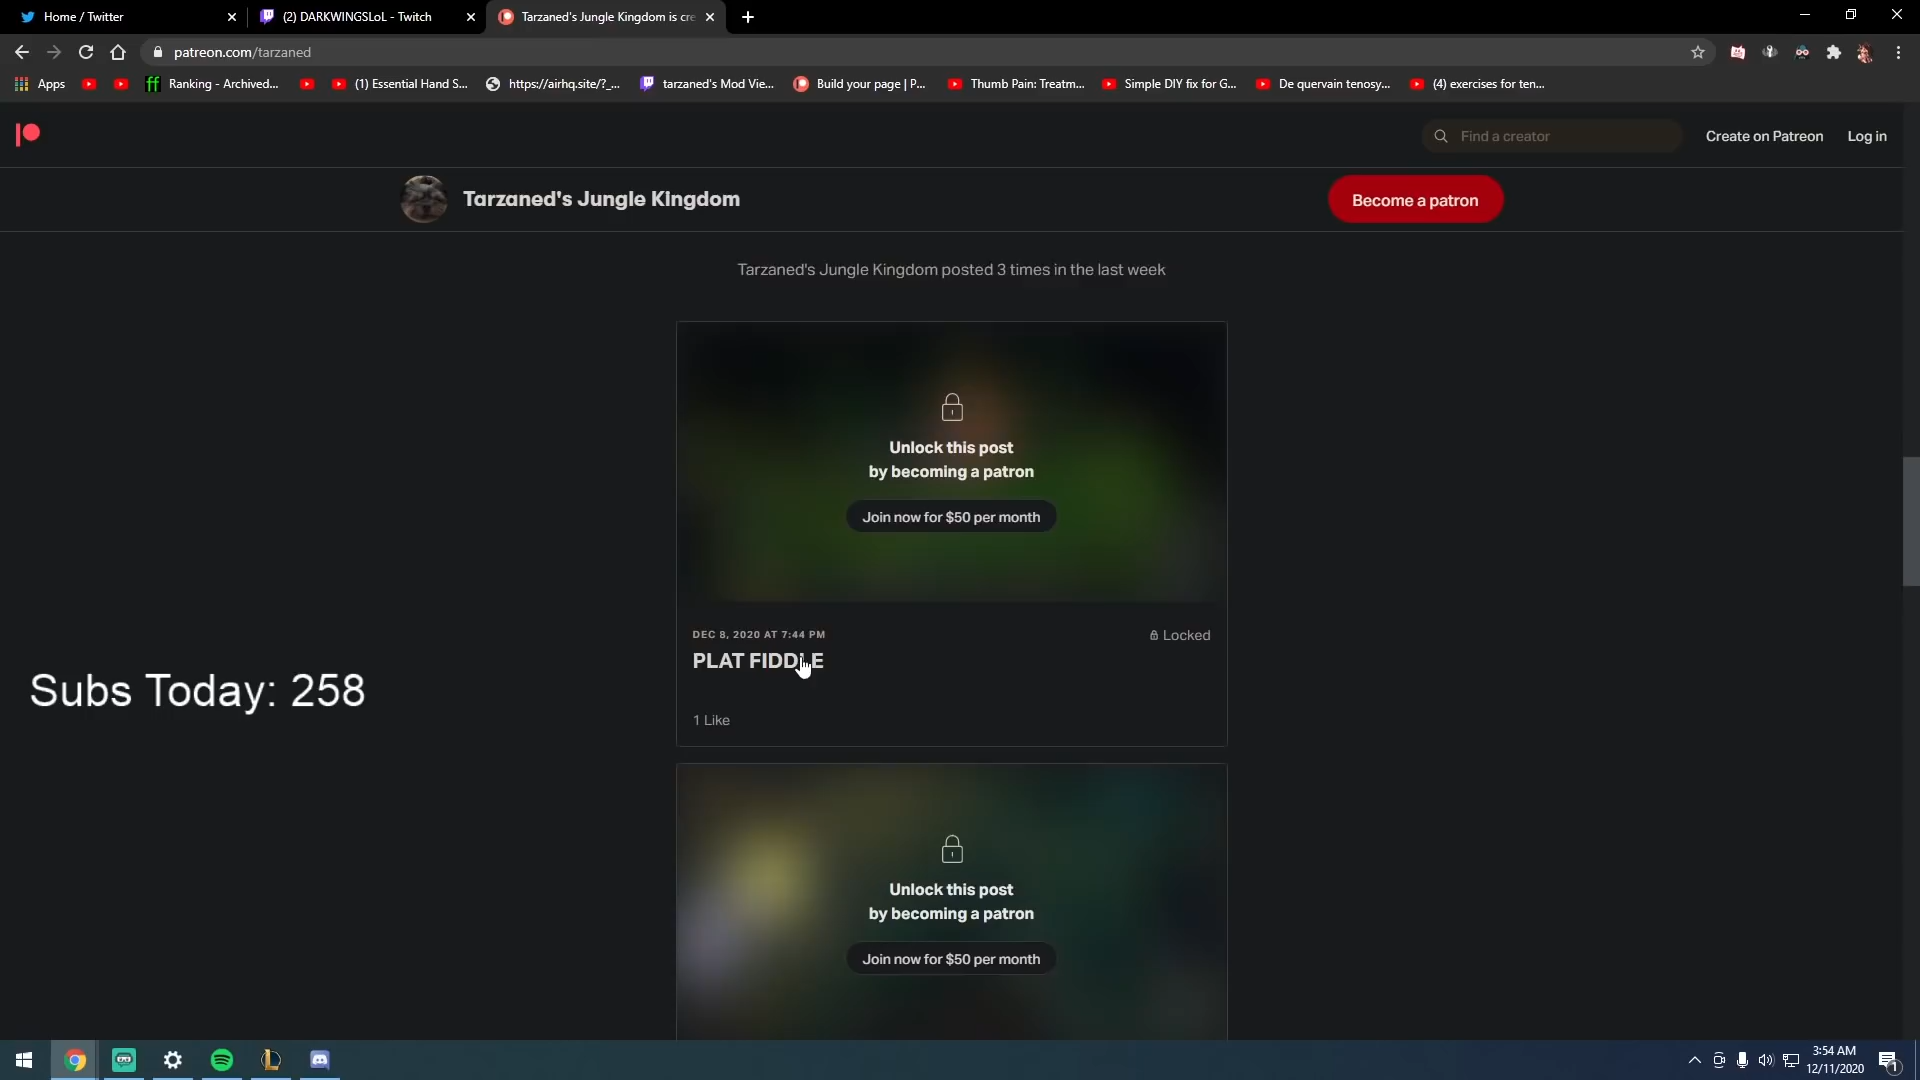 Home / Twitter
(2) DARKWINGSLoL - Twitch
Tarzaned's Jungle Kingdom is cre
patreon.com/tarzaned
Apps
Ranking - Archived...
(1) Essential Hand S...
https://airhq.site/?_...
tarzaned's Mod Vie...
Build your page | P...
Thumb Pain: Treatm...
Simple DIY fix for G...
De quervain tenosy...
(4) exercises for ten...
Find a creator
Create on Patreon
Log in
Tarzaned's Jungle Kingdom
Become a patron
Tarzaned's Jungle Kingdom posted 3 times in the last week
Unlock this post
by becoming a patron
Join now for $50 per month
DEC 8, 2020 AT 7:44 PM
Locked
PLAT FIDDLE
Subs Today: 258
1 Like
Unlock this post
by becoming a patron
Join now for $50 per month
3:54 AM
12/11/2020
1